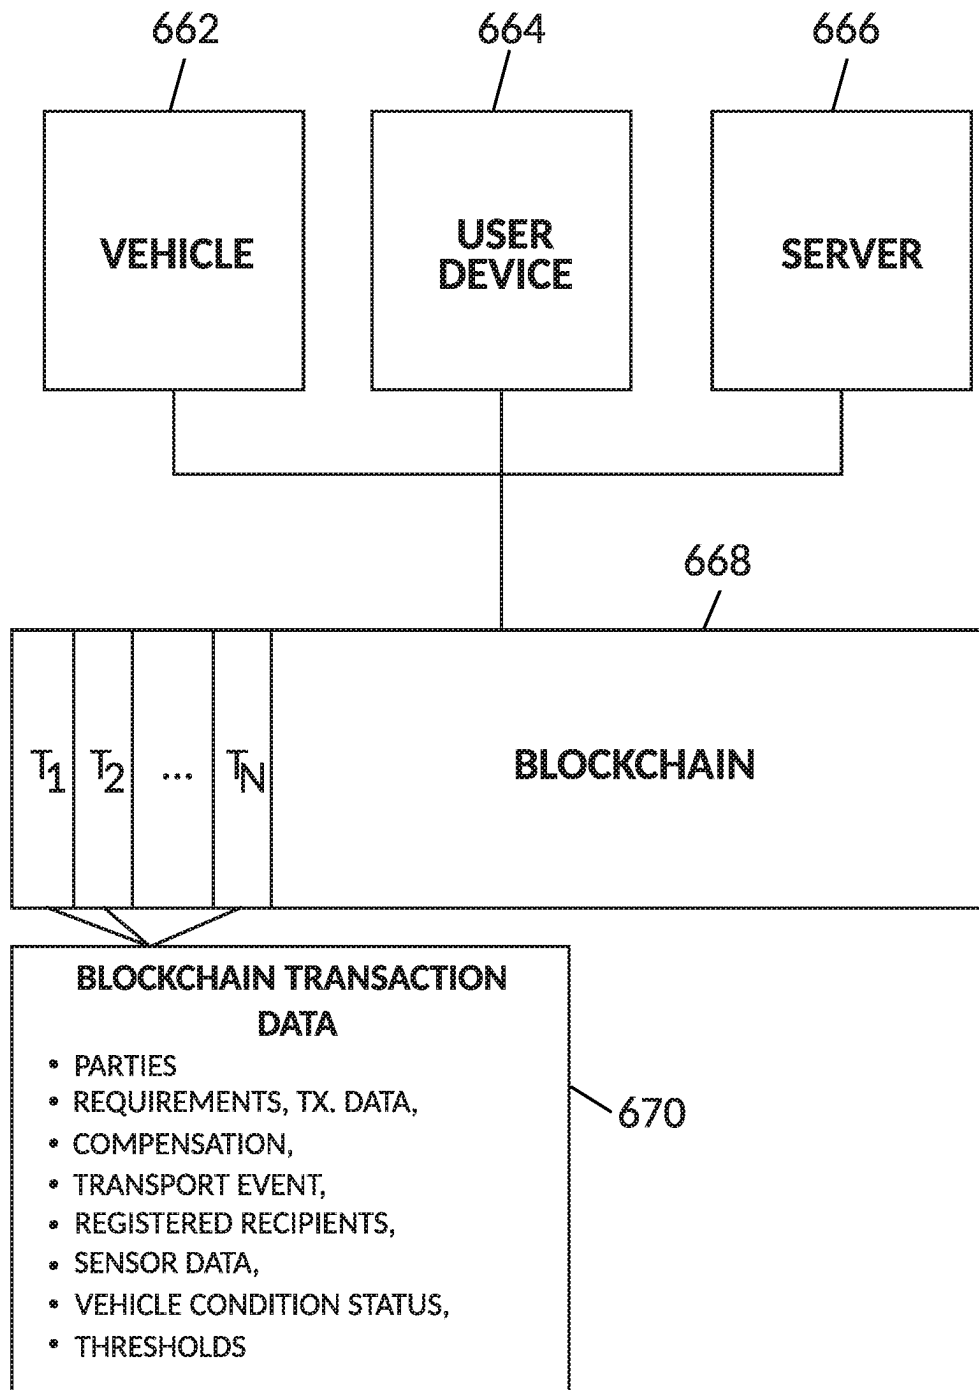 662
664
666
VEHICLE
USER
DEVICE
SERVER
668
T1
T2
...
TN
BLOCKCHAIN
BLOCKCHAIN TRANSACTION
DATA
• PARTIES
• REQUIREMENTS, TX. DATA,
• COMPENSATION,
• TRANSPORT EVENT,
• REGISTERED RECIPIENTS,
• SENSOR DATA,
• VEHICLE CONDITION STATUS,
• THRESHOLDS
670